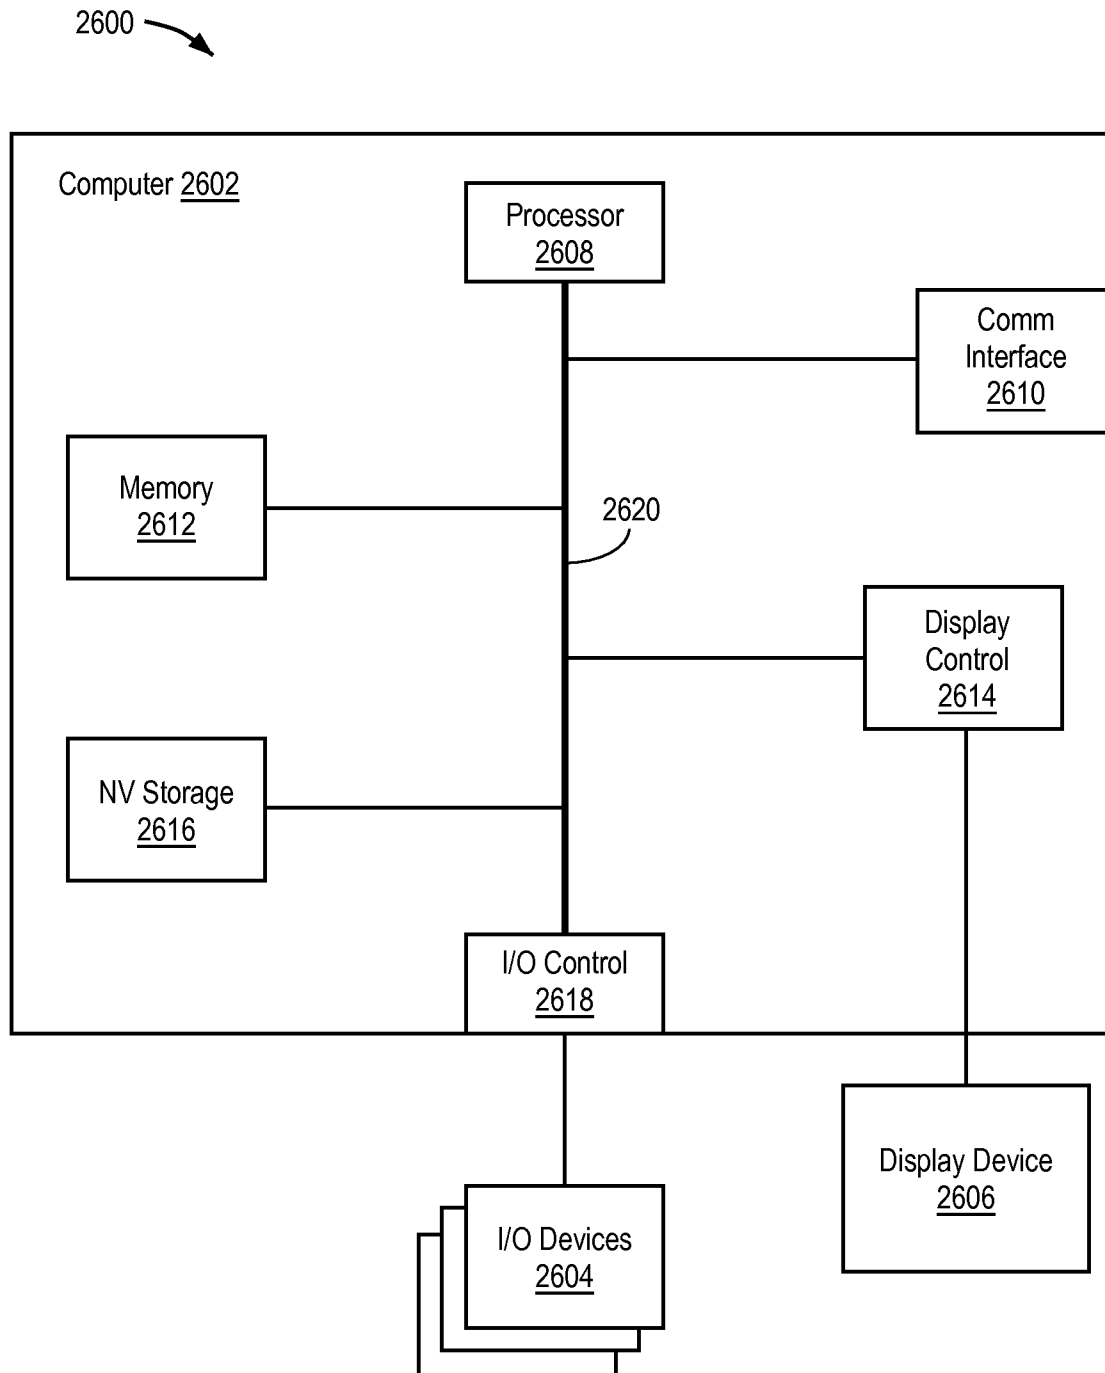 2600
Computer 2602
Processor
2608
Comm
Interface
2610
Memory
2612
2620
Display
Control
2614
NV Storage
2616
I/O Control
2618
Display Device
2606
I/O Devices
2604